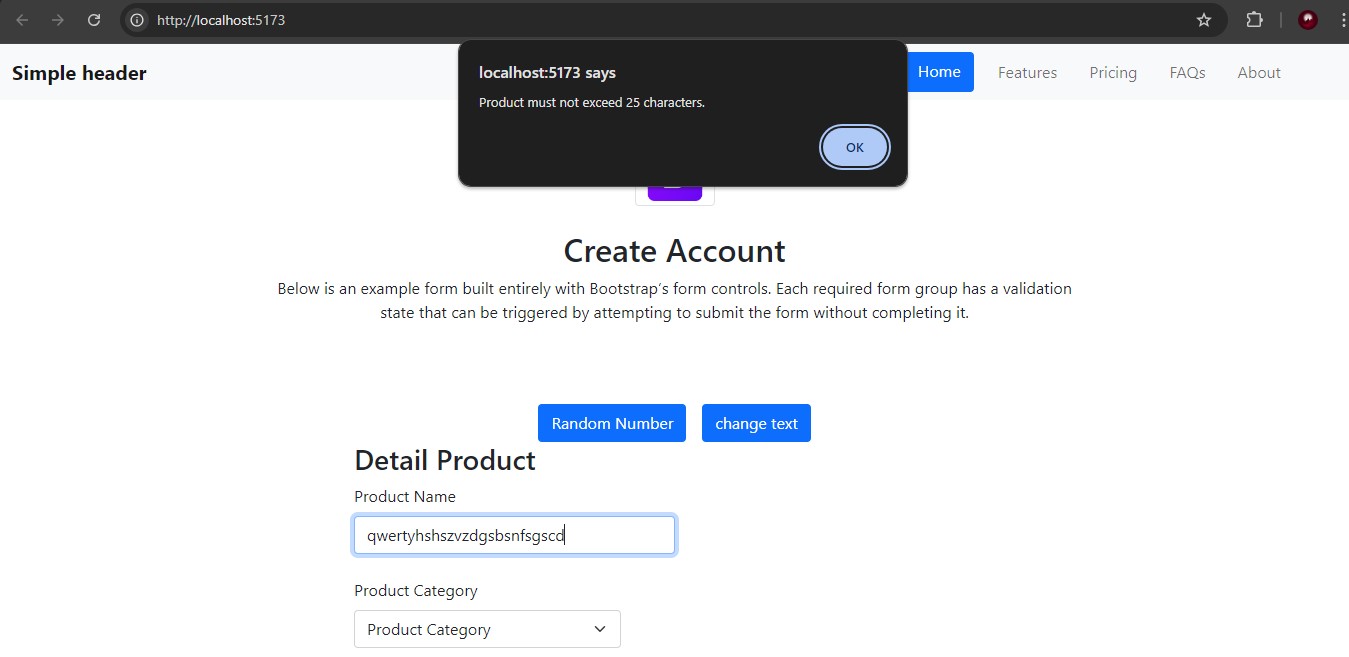 http://localhost:5173
Simple header
localhost:5173 says
Product must not exceed 25 characters.
OK
Home
Features
Pricing
FAQs
About
Create Account
Below is an example form built entirely with Bootstrap's form controls. Each required form group has a validation
state that can be triggered by attempting to submit the form without completing it.
Random Number
change text
Detail Product
Product Name
qwertyhshszvzdgsbsnfsgscd
Product Category
Product Category